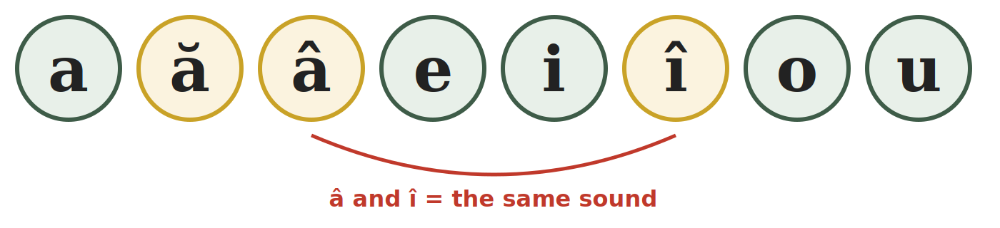 a ă â e i î o u
â and î = the same sound